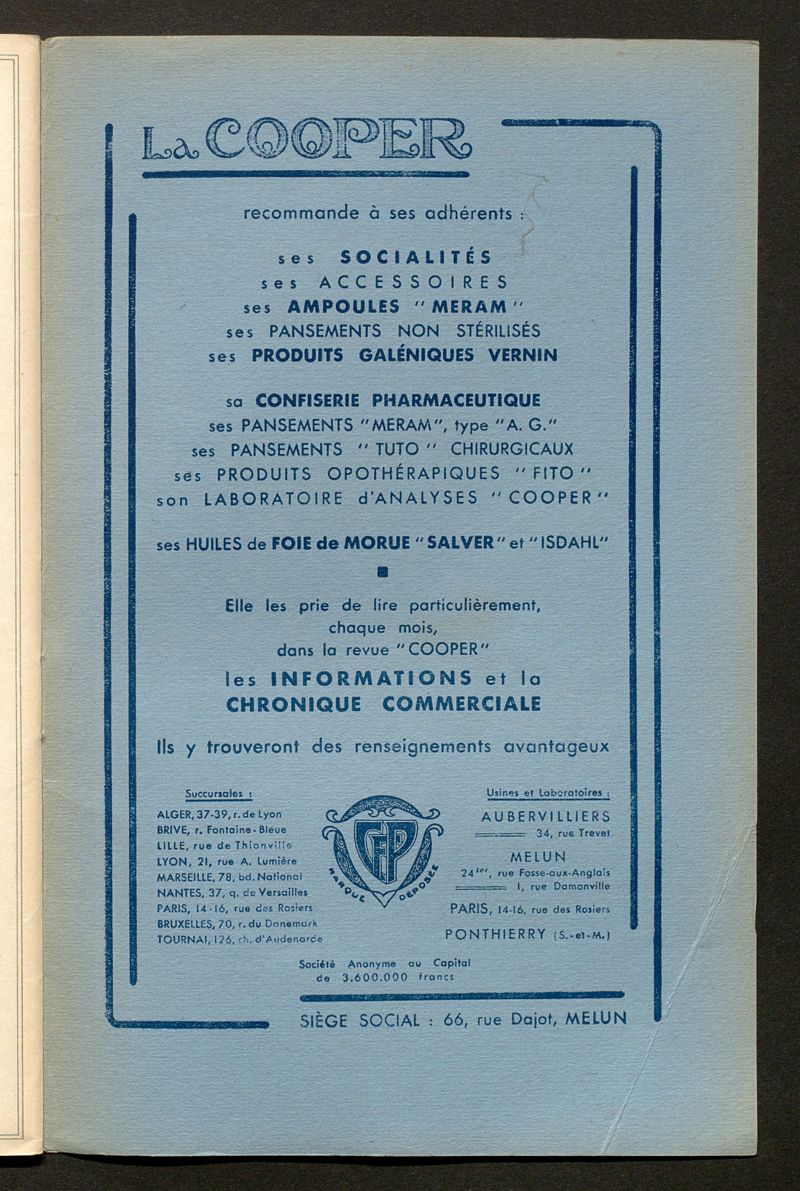 La COOPER
recommande à ses adhérents :
ses SOCIALITÉS
ses ACCESSOIRES
ses AMPOULES "MERAM"
ses PANSEMENTS NON STÉRILISÉS
ses PRODUITS GALÉNIQUES VERNIN
sa CONFISERIE PHARMACEUTIQUE
ses PANSEMENTS "MERAM", type "A. G."
ses PANSEMENTS "TUTO" CHIRURGICAUX
ses PRODUITS OPOTHÉRAPIQUES "FITO"
son LABORATOIRE d'ANALYSES "COOPER"
ses HUILES de FOIE de MORUE "SALVER" et "ISDAHL"
Elle les prie de lire particulièrement,
chaque mois,
dans la revue "COOPER"
les INFORMATIONS et la
CHRONIQUE COMMERCIALE
Ils y trouveront des renseignements avantageux
Succursales :
ALGER, 37-39, r. de Lyon
BRIVE, r. Fontaine-Bleue
LILLE, rue de Thionville
LYON, 21, rue A. Lumière
MARSEILLE, 78, bd. National
NANTES, 37, q. de Versailles
PARIS, 14-16, rue des Rosiers
BRUXELLES, 70, r. du Danemark
TOURNAI, 126, ch. d'Audenarde
CFP
MARQUE DÉPOSÉE
Usines et Laboratoires :
AUBERVILLIERS
34, rue Trevet
MELUN
24ter, rue Fosse-aux-Anglais
1, rue Damonville
PARIS, 14-16, rue des Rosiers
PONTHIERRY (S.-et-M.)
Société Anonyme au Capital
de 3.600.000 francs
SIÈGE SOCIAL : 66, rue Dajot, MELUN